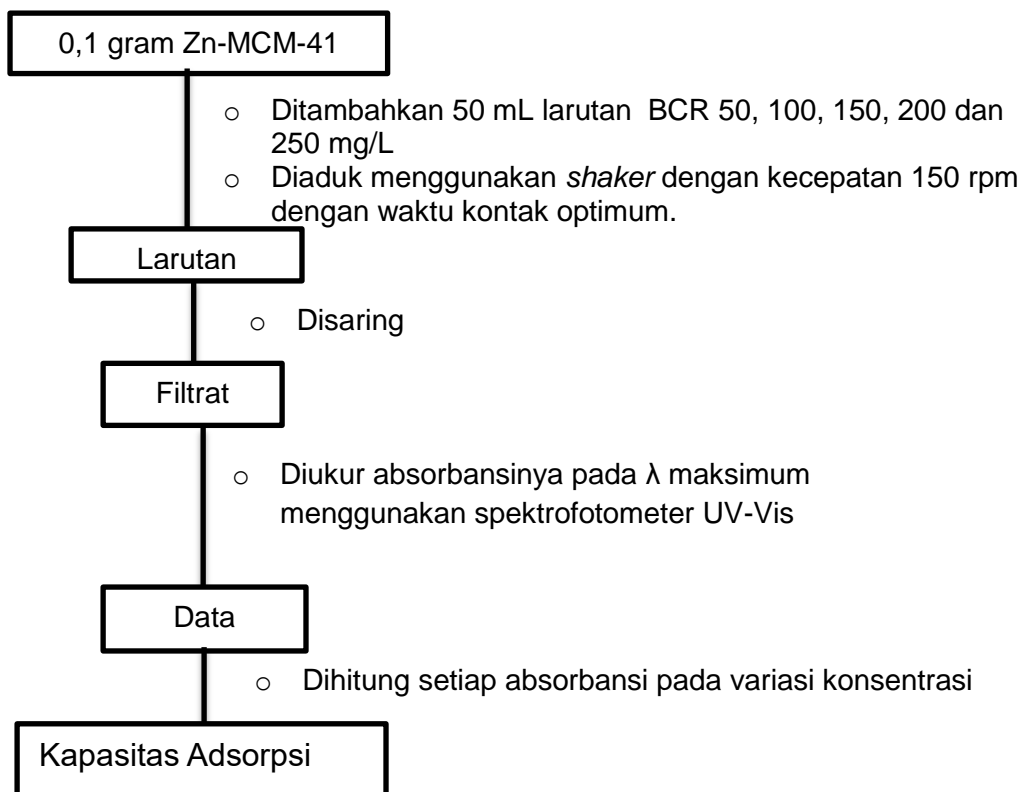 0,1 gram Zn-MCM-41
o Ditambahkan 50 mL larutan BCR 50, 100, 150, 200 dan
250 mg/L
o Diaduk menggunakan shaker dengan kecepatan 150 rpm
dengan waktu kontak optimum.
Larutan
o Disaring
Filtrat
o Diukur absorbansinya pada λ maksimum
menggunakan spektrofotometer UV-Vis
Data
o Dihitung setiap absorbansi pada variasi konsentrasi
Kapasitas Adsorpsi